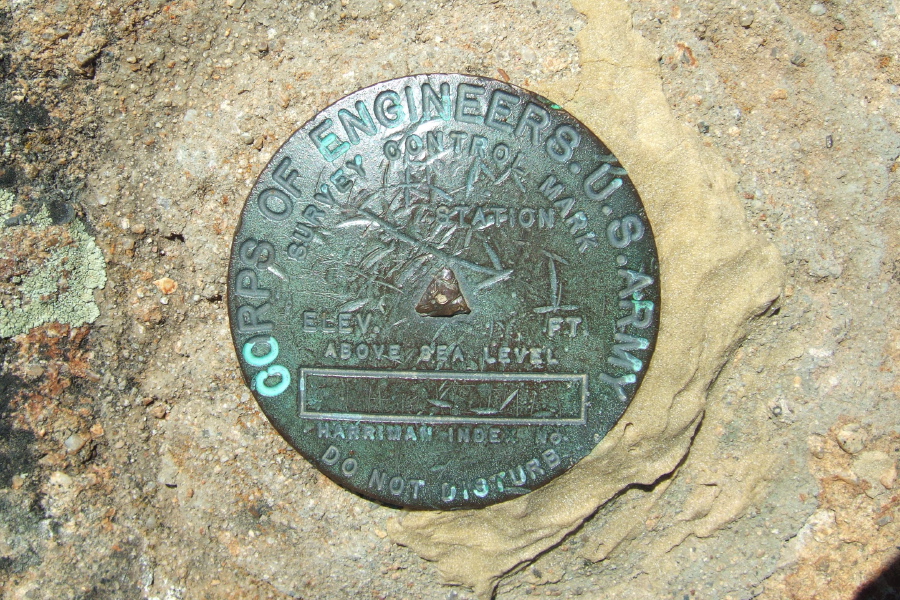 CORPS OF ENGINEERS. U.S. ARMY
SURVEY CONTROL MARK
STATION
ELEV. FT.
ABOVE SEA LEVEL
HARRIMAN INDEX NO.
DO NOT DISTURB